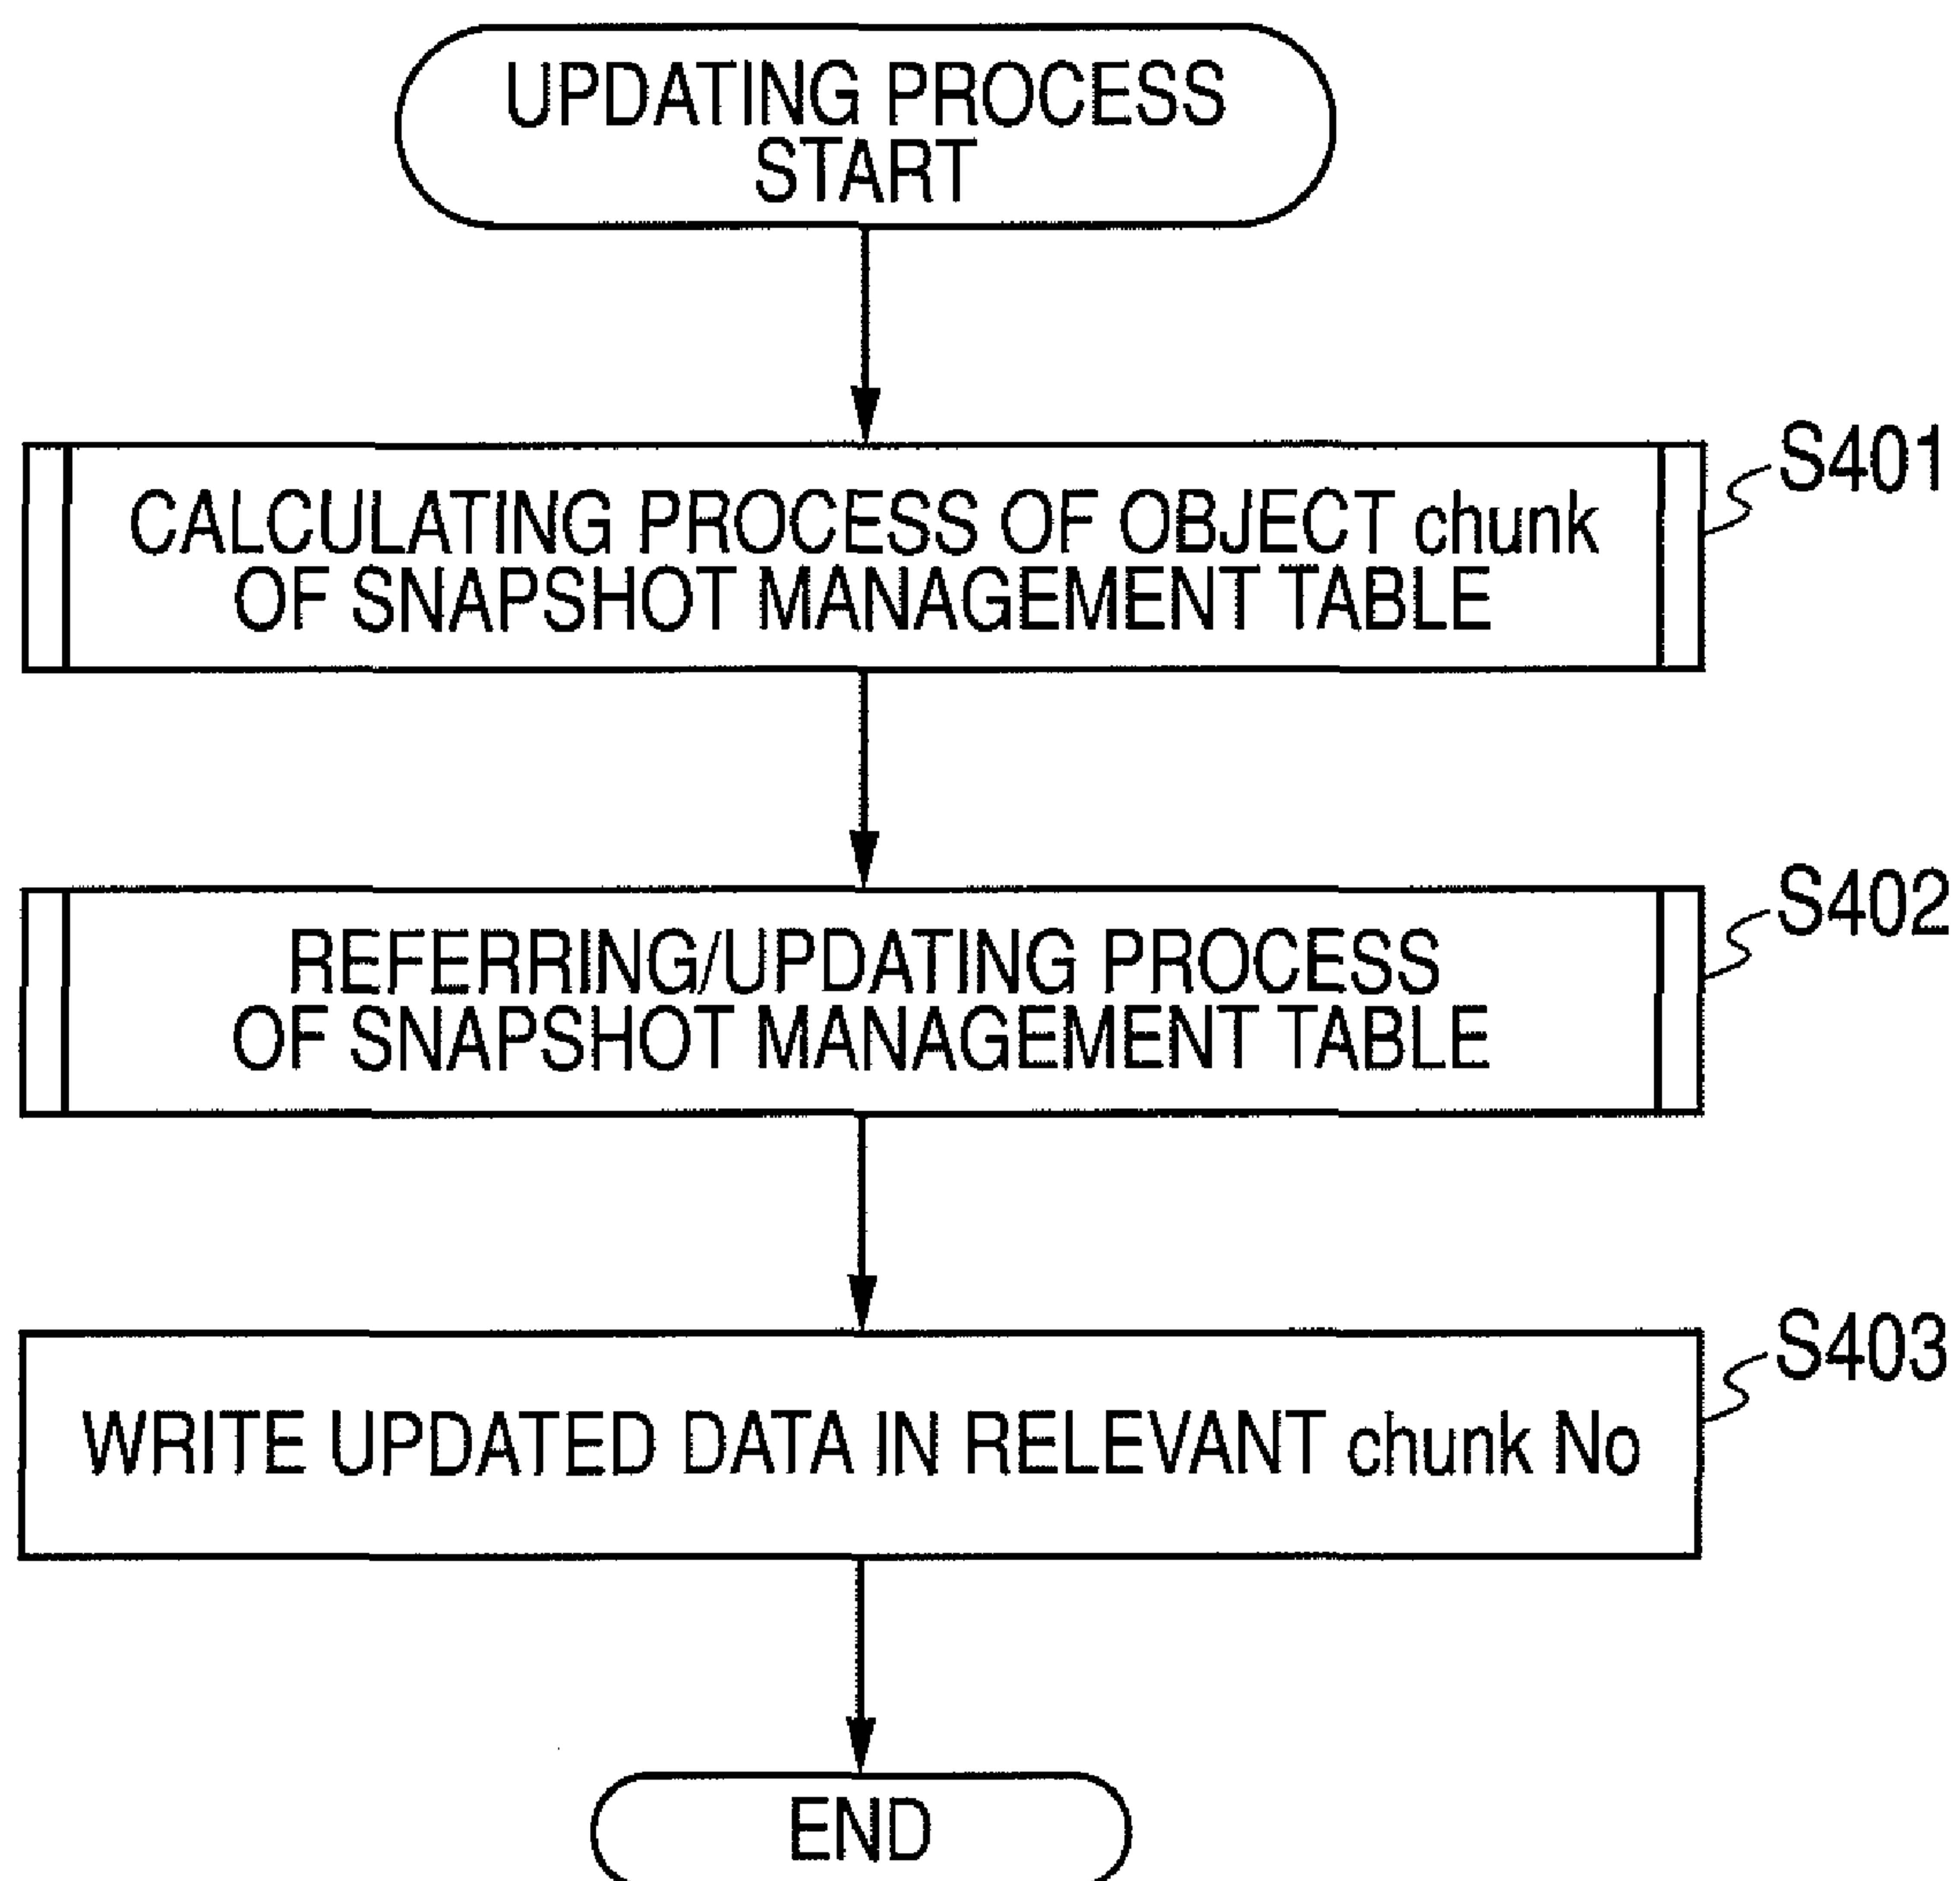 UPDATING PROCESS
START
S401
CALCULATING PROCESS OF OBJECT chunk
OF SNAPSHOT MANAGEMENT TABLE
S402
REFERRING/UPDATING PROCESS
OF SNAPSHOT MANAGEMENT TABLE
S403
WRITE UPDATED DATA IN RELEVANT chunk No
END